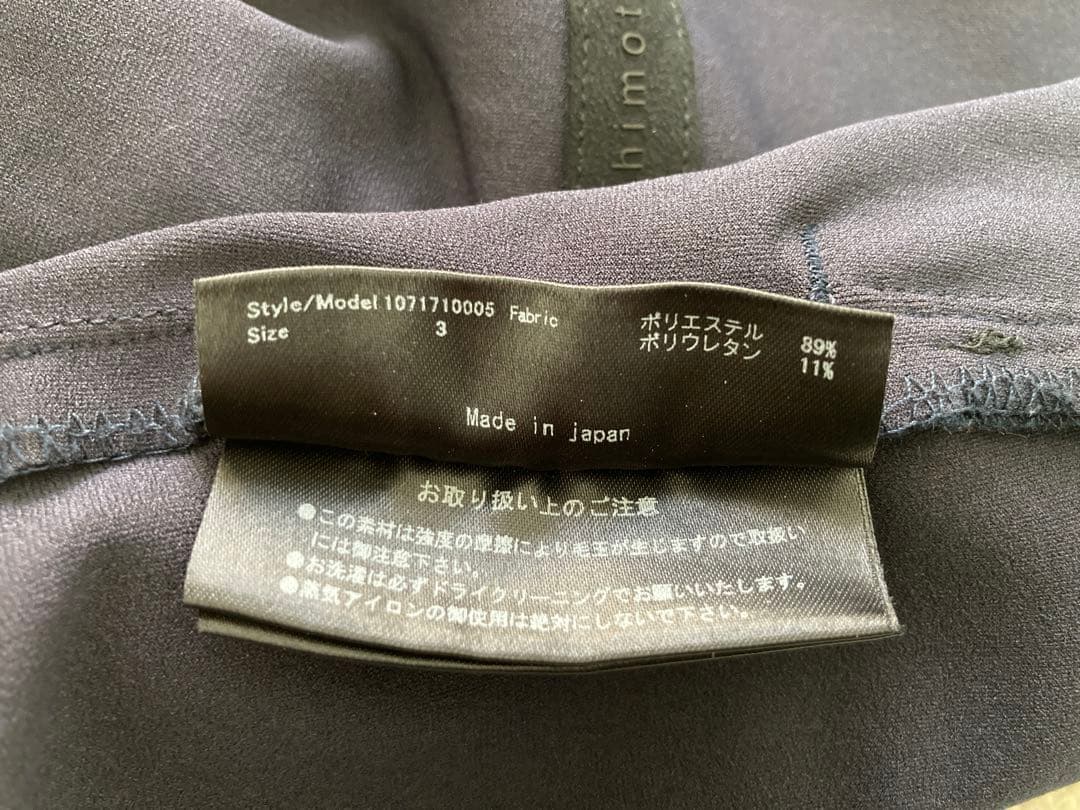 himot
Style/Model 1071710005 Fabric ポリエステル 89%
Size 3 ポリウレタン 11%
Made in japan
お取り扱い上のご注意
●この素材は強度の摩擦により毛玉が生じますので取扱い
には御注意下さい。
●お洗濯は必ずドライクリーニングでお願いいたします。
●蒸気アイロンの御使用は絶対にしないで下さい。